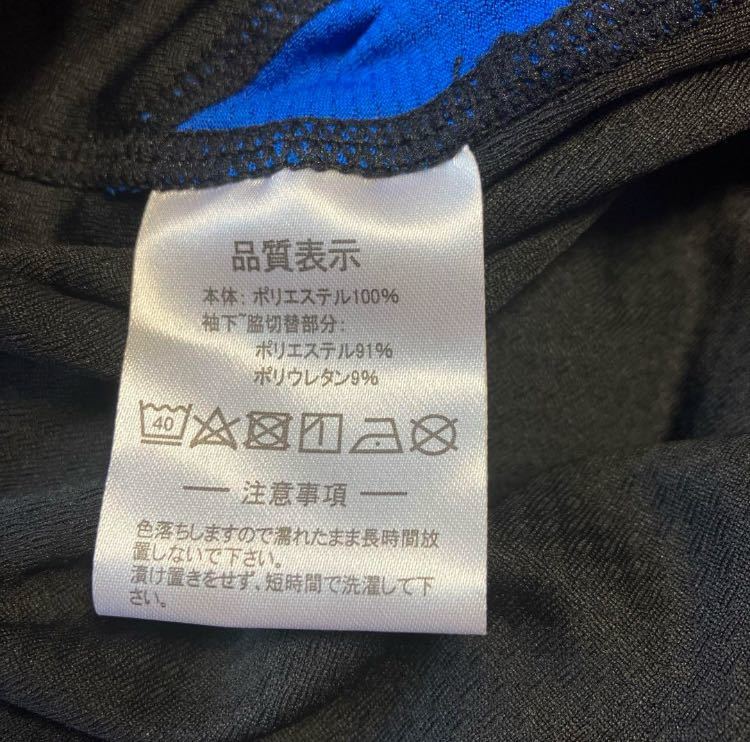 品質表示
本体: ポリエステル100%
袖下~脇切替部分:
ポリエステル91%
ポリウレタン9%
40
注意事項
色落ちしますので漏れたまま長時間放
置しないで下さい。
漬け置きをせず、短時間で洗濯して下
さい。